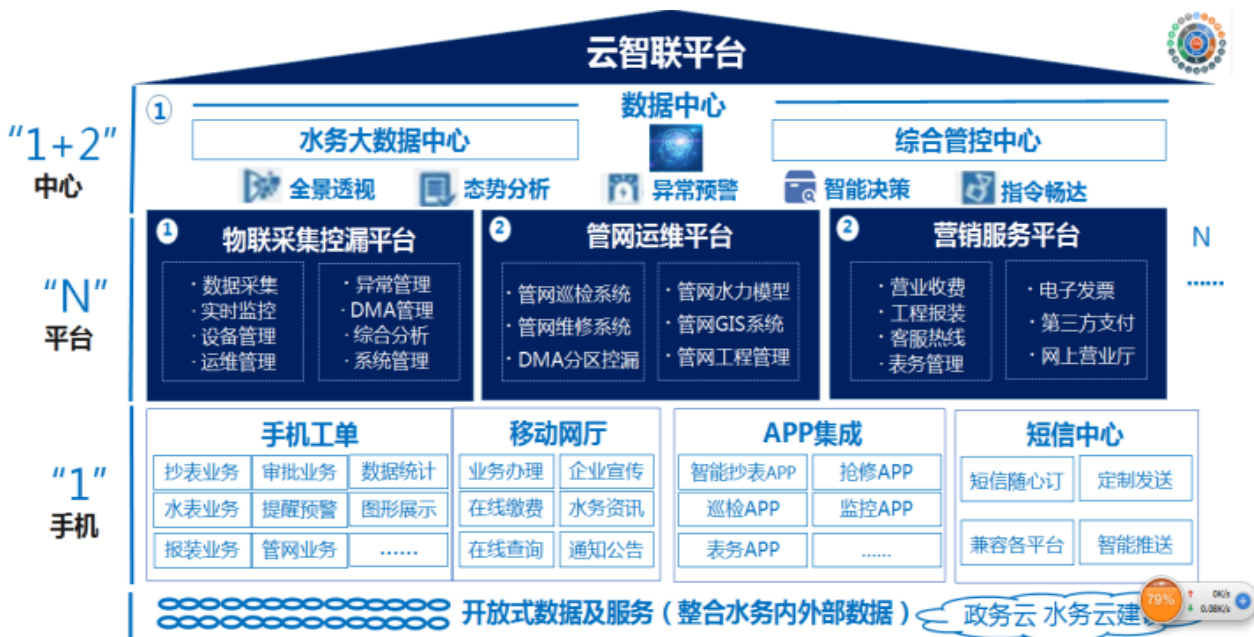 云智联平台
“1+2”
中心
①
数据中心
水务大数据中心
综合管控中心
全景透视
态势分析
异常预警
智能决策
指令畅达
“N”
平台
① 物联采集控漏平台
· 数据采集
· 实时监控
· 设备管理
· 运维管理
· 异常管理
· DMA管理
· 综合分析
· 系统管理
② 管网运维平台
· 管网巡检系统
· 管网维修系统
· DMA分区控漏
· 管网水力模型
· 管网GIS系统
· 管网工程管理
② 营销服务平台
· 营业收费
· 工程报装
· 客服热线
· 表务管理
· 电子发票
· 第三方支付
· 网上营业厅
N
……
“1”
手机
手机工单
抄表业务 审批业务 数据统计
水表业务 提醒预警 图形展示
报装业务 管网业务 ……
移动网厅
业务办理 企业宣传
在线缴费 水务资讯
在线查询 通知公告
APP集成
智能抄表APP 抢修APP
巡检APP 监控APP
表务APP ……
短信中心
短信随心订 定制发送
兼容各平台 智能推送
开放式数据及服务（整合水务内外部数据）
政务云 水务云建
79%
0K/s
0.08K/s